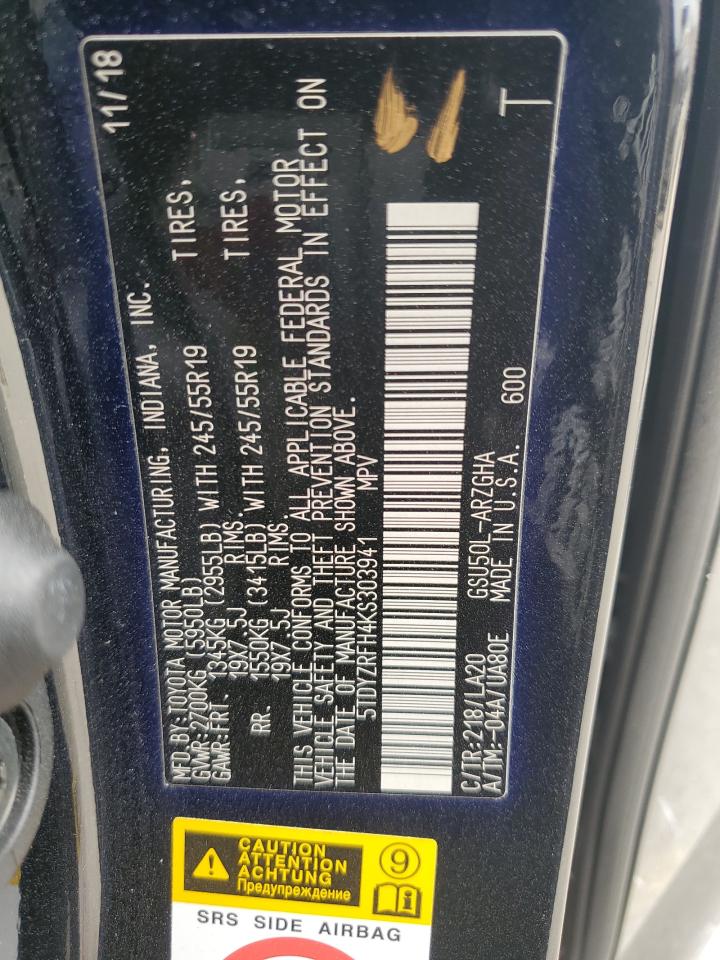 MFD BY: TOYOTA MOTOR MANUFACTURING, INDIANA, INC. 11/18
GVWR: 2700KG (5950LB)
GAWR: FRT. 1345KG (2955LB) WITH 245/55R19 TIRES,
19X7.5J RIMS.
RR. 1550KG (3415LB) WITH 245/55R19 TIRES,
19X7.5J RIMS
THIS VEHICLE CONFORMS TO ALL APPLICABLE FEDERAL MOTOR
VEHICLE SAFETY AND THEFT PREVENTION STANDARDS IN EFFECT ON
THE DATE OF MANUFACTURE SHOWN ABOVE.
5TDYZRFH4KS303941 MPV
C/TR: 218/LA20 GSU50L-ARZGHA 600 T
A/TM: -04A/UA80E MADE IN U.S.A.
CAUTION
ATTENTION
ACHTUNG
Предупреждение
9
i
SRS SIDE AIRBAG